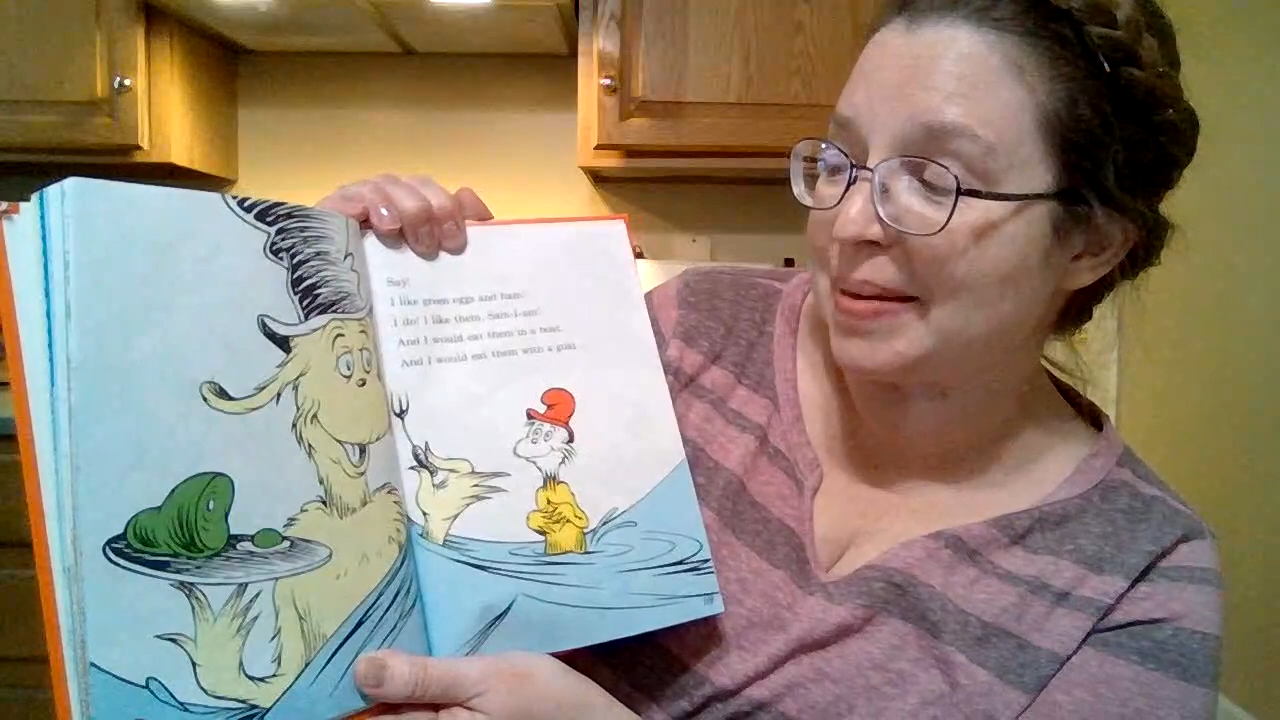 Say!
I like green eggs and ham!
I do! I like them, Sam-I-am!
And I would eat them in a boat.
And I would eat them with a goat...